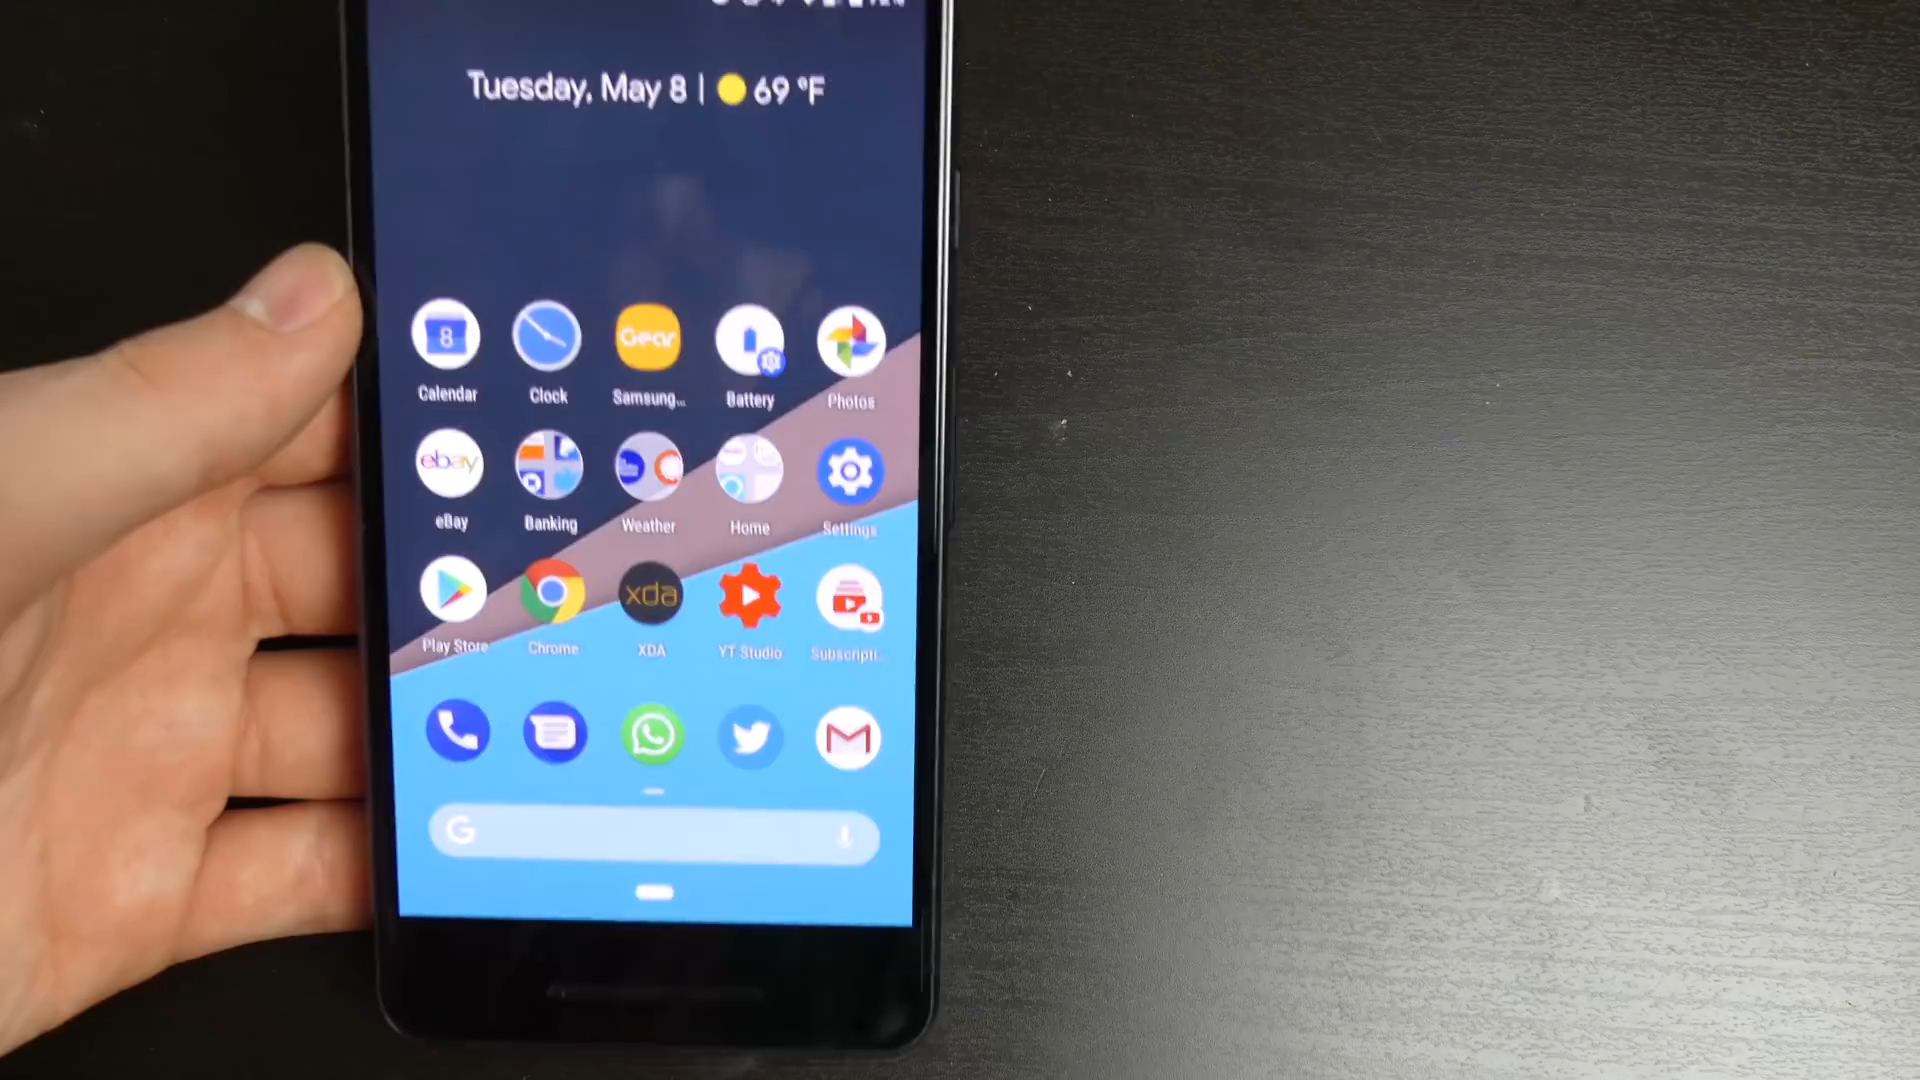 Tuesday, May 8 | 69 °F
8
Gear
Calendar Clock Samsung... Battery Photos
ebay
eBay Banking Weather Home Settings
xda
Play Store Chrome XDA YT Studio Subscripti...
G